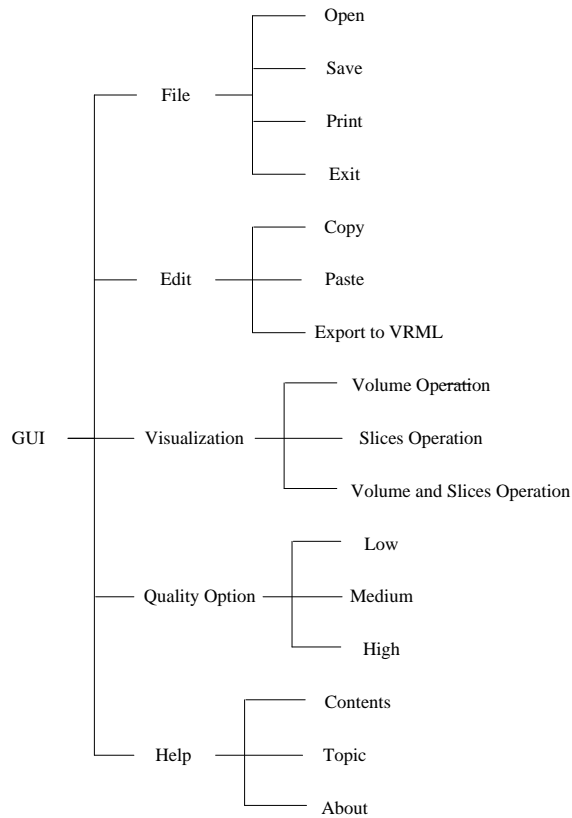 Open
Save
File
Print
Exit
Copy
Edit
Paste
Export to VRML
Volume Operation
GUI
Visualization
Slices Operation
Volume and Slices Operation
Low
Quality Option
Medium
High
Contents
Help
Topic
About